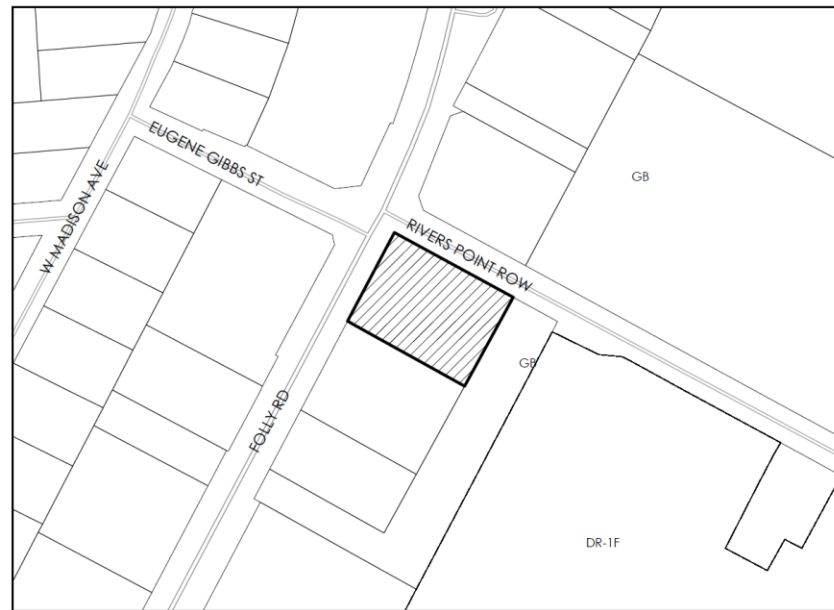 EUGENE GIBBS ST
W MADISON AVE
GB
RIVERS POINT ROW
GB
FOLLY RD
DR-1F